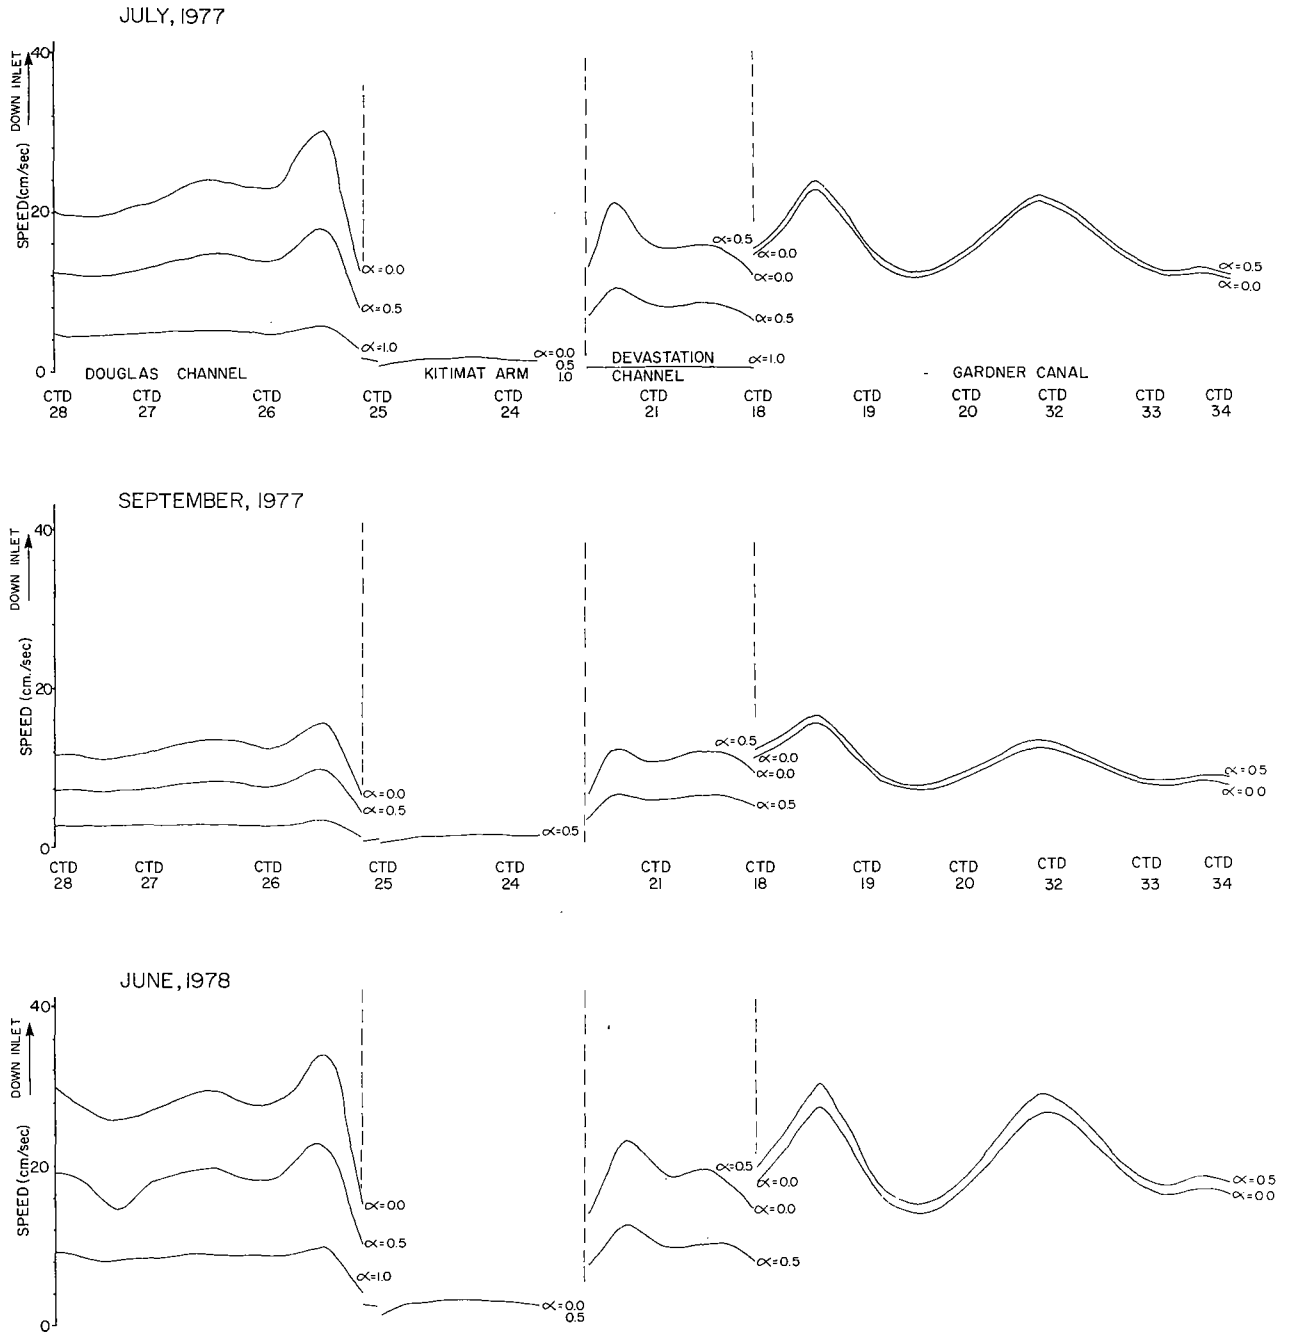 JULY, 1977
DOWN INLET
SPEED(cm/sec)
40
20
0
∝=0.0
∝=0.5
∝=1.0
∝=0.0
0.5
1.0
∝=0.5
∝=0.0
∝=0.0
∝=0.5
∝=1.0
∝=0.5
∝=0.0
DOUGLAS CHANNEL
KITIMAT ARM
DEVASTATION
CHANNEL
GARDNER CANAL
CTD CTD CTD CTD CTD CTD CTD CTD CTD CTD CTD CTD
28 27 26 25 24 21 18 19 20 32 33 34
SEPTEMBER, 1977
DOWN INLET
SPEED (cm./sec)
40
20
0
∝=0.0
∝=0.5
∝=0.5
∝=0.5
∝=0.0
∝=0.0
∝=0.5
∝=0.5
∝=0.0
CTD CTD CTD CTD CTD CTD CTD CTD CTD CTD CTD CTD
28 27 26 25 24 21 18 19 20 32 33 34
JUNE, 1978
DOWN INLET
SPEED (cm/sec)
40
20
0
∝=0.0
∝=0.5
∝=1.0
∝=0.0
0.5
∝=0.5
∝=0.0
∝=0.0
∝=0.5
∝=0.5
∝=0.0